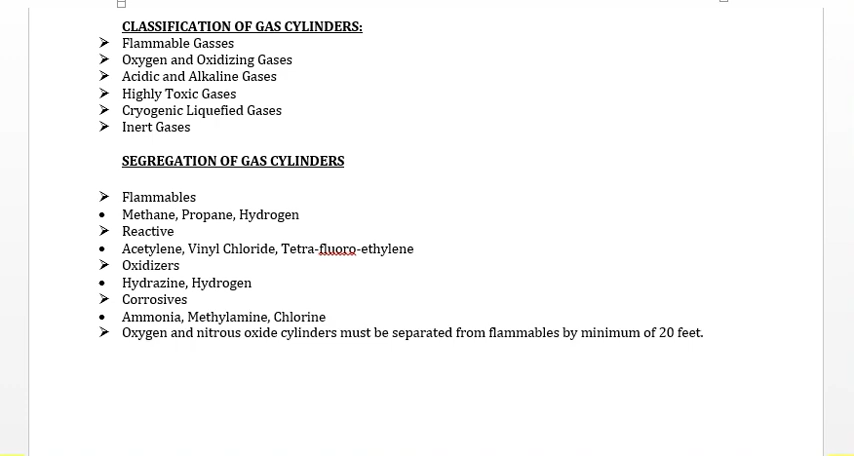 CLASSIFICATION OF GAS CYLINDERS:
➢ Flammable Gasses
➢ Oxygen and Oxidizing Gases
➢ Acidic and Alkaline Gases
➢ Highly Toxic Gases
➢ Cryogenic Liquefied Gases
➢ Inert Gases
SEGREGATION OF GAS CYLINDERS
➢ Flammables
• Methane, Propane, Hydrogen
➢ Reactive
• Acetylene, Vinyl Chloride, Tetra-fluoro-ethylene
➢ Oxidizers
• Hydrazine, Hydrogen
➢ Corrosives
• Ammonia, Methylamine, Chlorine
➢ Oxygen and nitrous oxide cylinders must be separated from flammables by minimum of 20 feet.